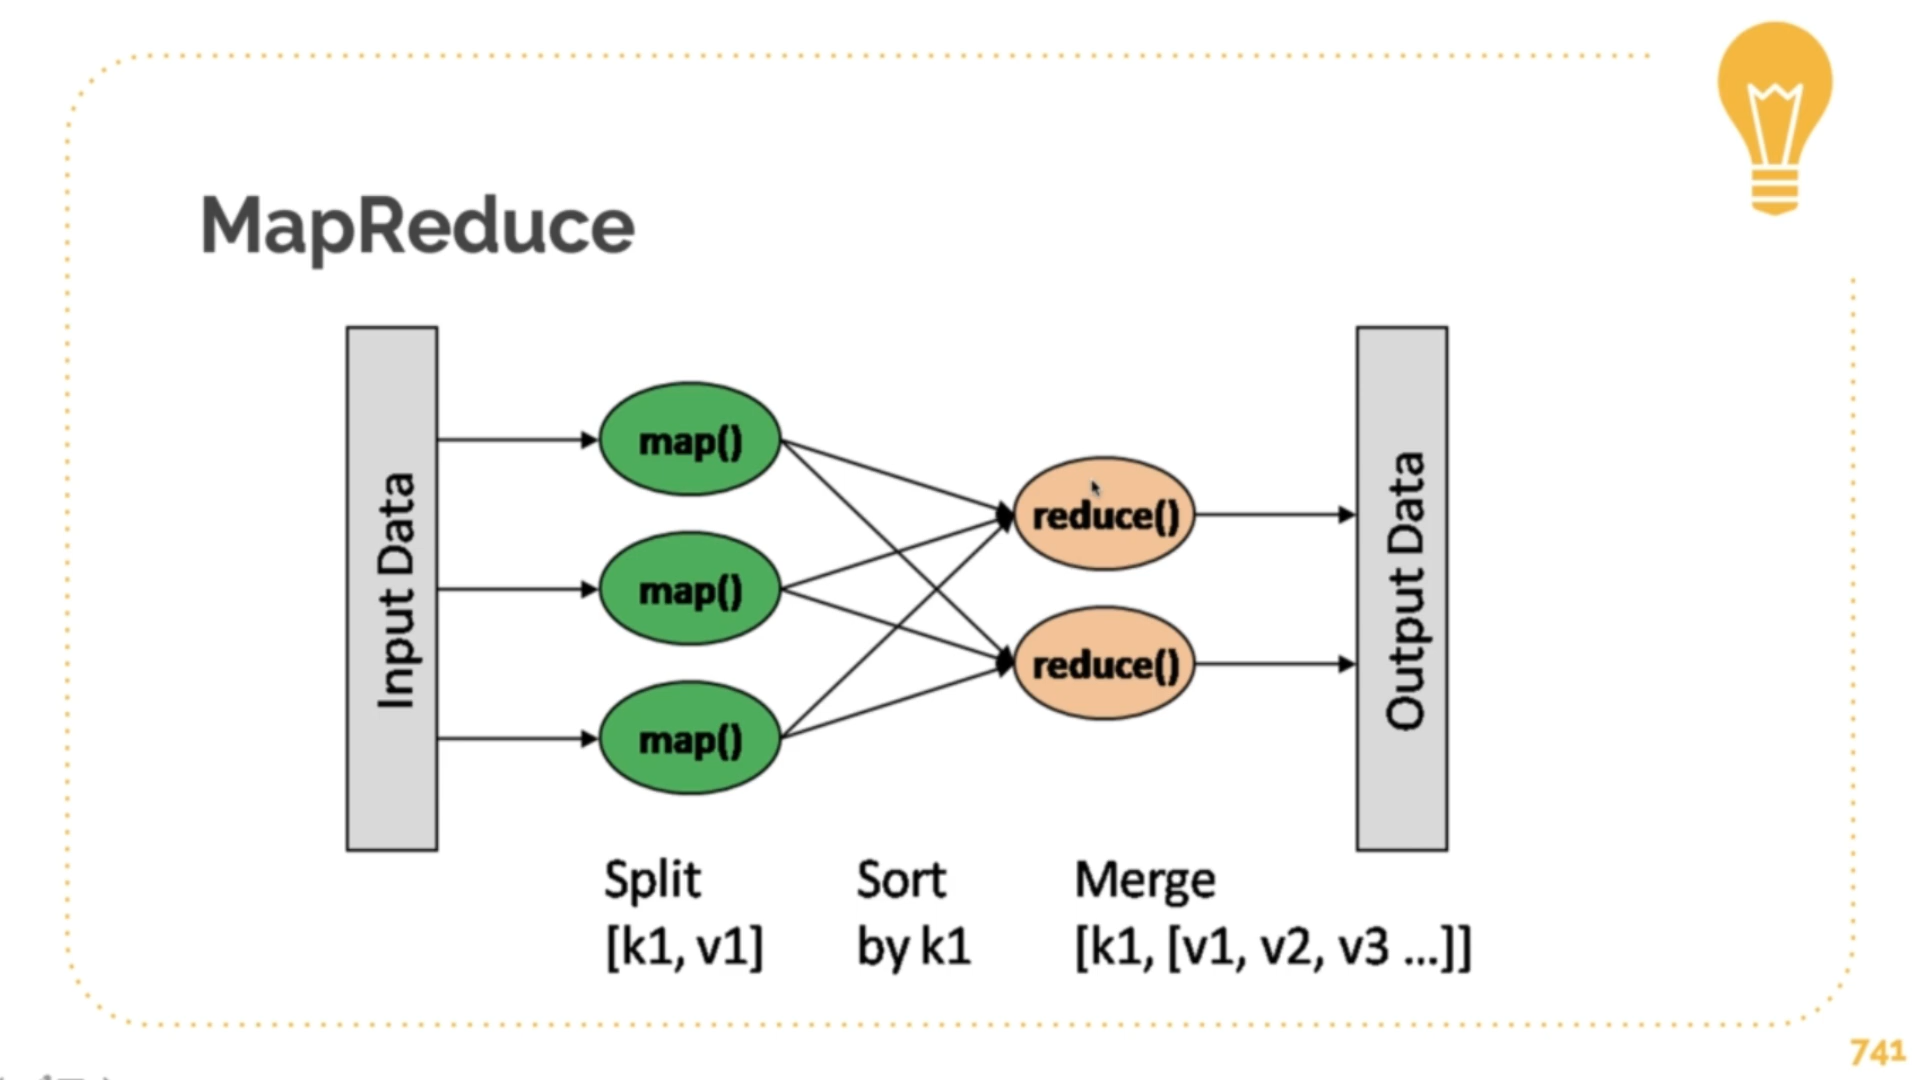 MapReduce
Input Data
map()
map()
map()
reduce()
reduce()
Output Data
Split
[k1, v1]
Sort
by k1
Merge
[k1, [v1, v2, v3 ...]]
741